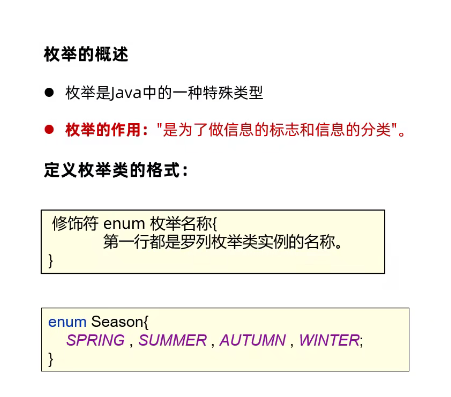 枚举的概述
● 枚举是Java中的一种特殊类型
● 枚举的作用："是为了做信息的标志和信息的分类"。
定义枚举类的格式：
修饰符 enum 枚举名称{
第一行都是罗列枚举类实例的名称。
}
enum Season{
SPRING , SUMMER , AUTUMN , WINTER;
}